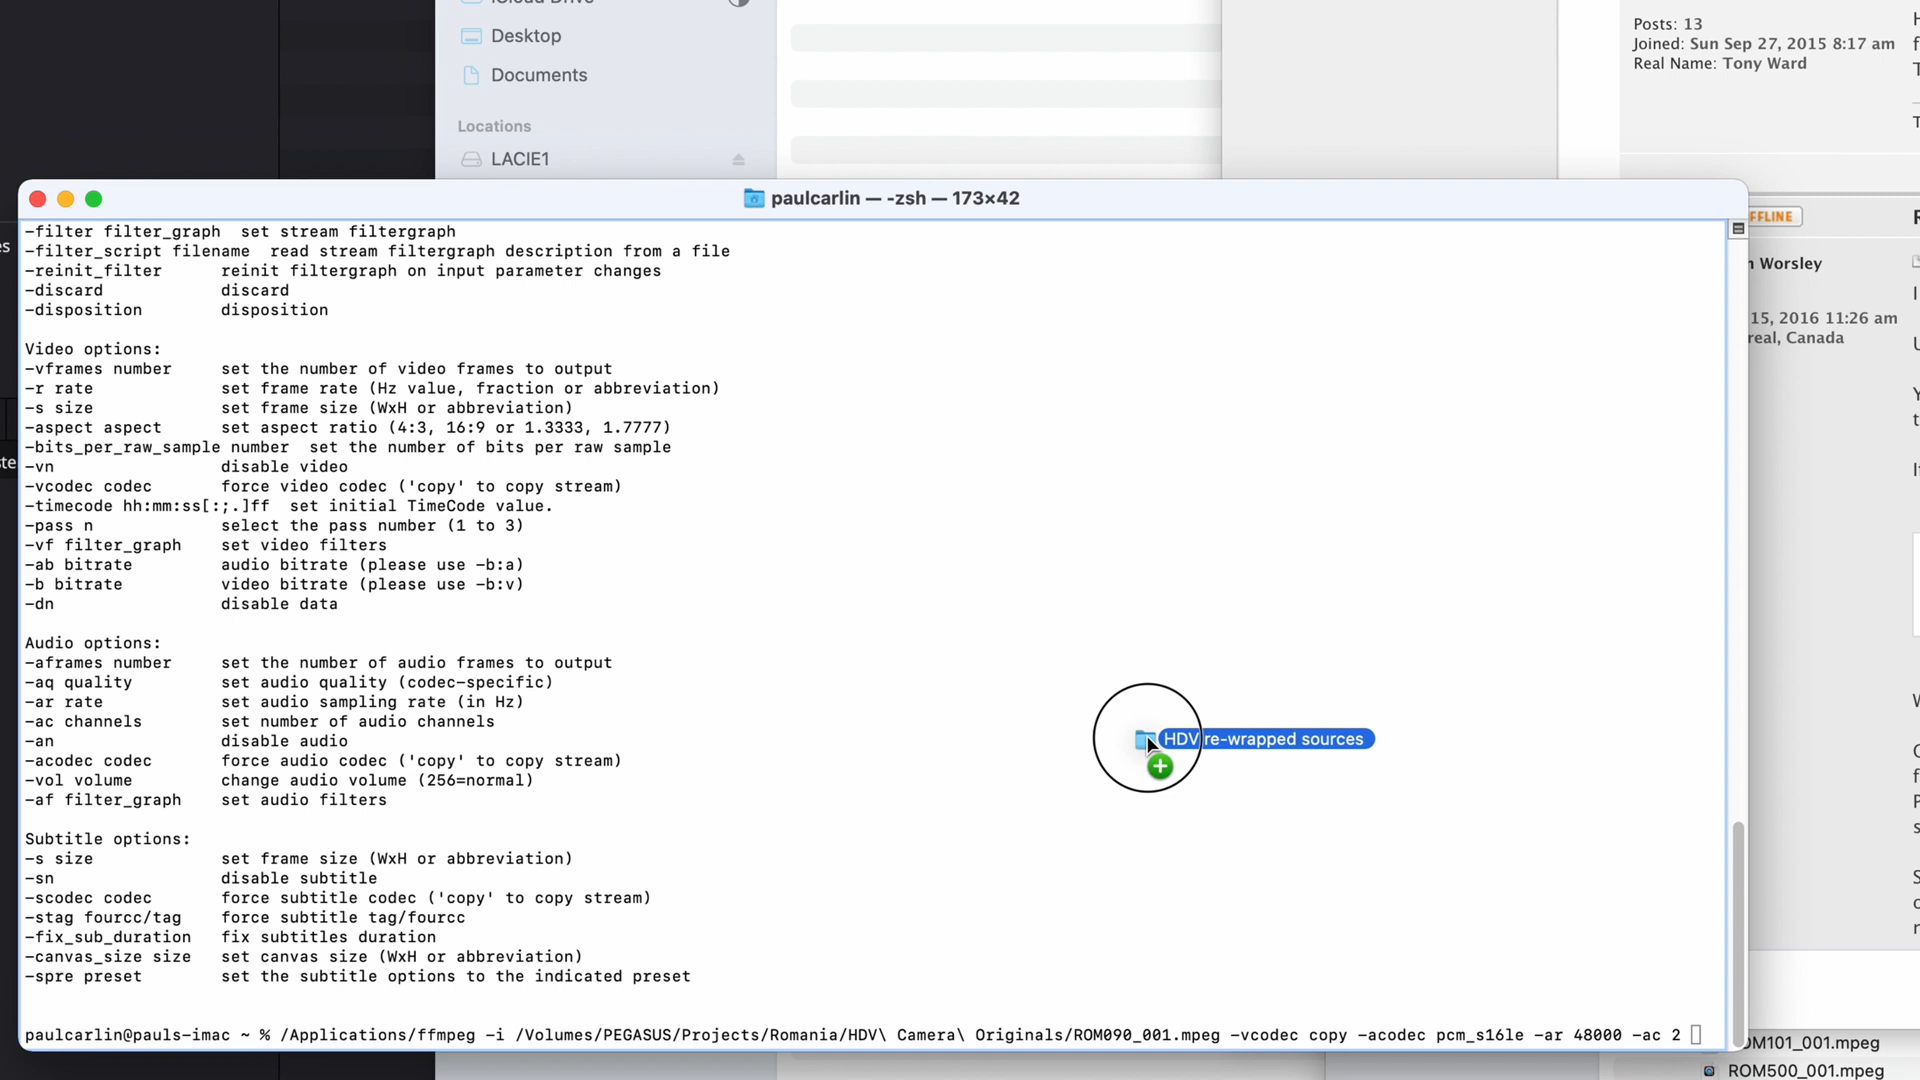 Desktop
Documents
Locations
LACIE1
Posts: 13
Joined: Sun Sep 27, 2015 8:17 am
Real Name: Tony Ward
paulcarlin — -zsh — 173×42
-filter filter_graph  set stream filtergraph
-filter_script filename  read stream filtergraph description from a file
-reinit_filter      reinit filtergraph on input parameter changes
-discard            discard
-disposition        disposition
Video options:
-vframes number     set the number of video frames to output
-r rate             set frame rate (Hz value, fraction or abbreviation)
-s size             set frame size (WxH or abbreviation)
-aspect aspect      set aspect ratio (4:3, 16:9 or 1.3333, 1.7777)
-bits_per_raw_sample number  set the number of bits per raw sample
-vn                 disable video
-vcodec codec       force video codec ('copy' to copy stream)
-timecode hh:mm:ss[:;.]ff  set initial TimeCode value.
-pass n             select the pass number (1 to 3)
-vf filter_graph    set video filters
-ab bitrate         audio bitrate (please use -b:a)
-b bitrate          video bitrate (please use -b:v)
-dn                 disable data
Audio options:
-aframes number     set the number of audio frames to output
-aq quality         set audio quality (codec-specific)
-ar rate            set audio sampling rate (in Hz)
-ac channels        set number of audio channels
-an                 disable audio
-acodec codec       force audio codec ('copy' to copy stream)
-vol volume         change audio volume (256=normal)
-af filter_graph    set audio filters
Subtitle options:
-s size             set frame size (WxH or abbreviation)
-sn                 disable subtitle
-scodec codec       force subtitle codec ('copy' to copy stream)
-stag fourcc/tag    force subtitle tag/fourcc
-fix_sub_duration   fix subtitles duration
-canvas_size size   set canvas size (WxH or abbreviation)
-spre preset        set the subtitle options to the indicated preset
paulcarlin@pauls-imac ~ % /Applications/ffmpeg -i /Volumes/PEGASUS/Projects/Romania/HDV\ Camera\ Originals/ROM090_001.mpeg -vcodec copy -acodec pcm_s16le -ar 48000 -ac 2
HDV re-wrapped sources
FFLINE
Worsley
15, 2016 11:26 am
real, Canada
OM101_001.mpeg
ROM500_001.mpeg